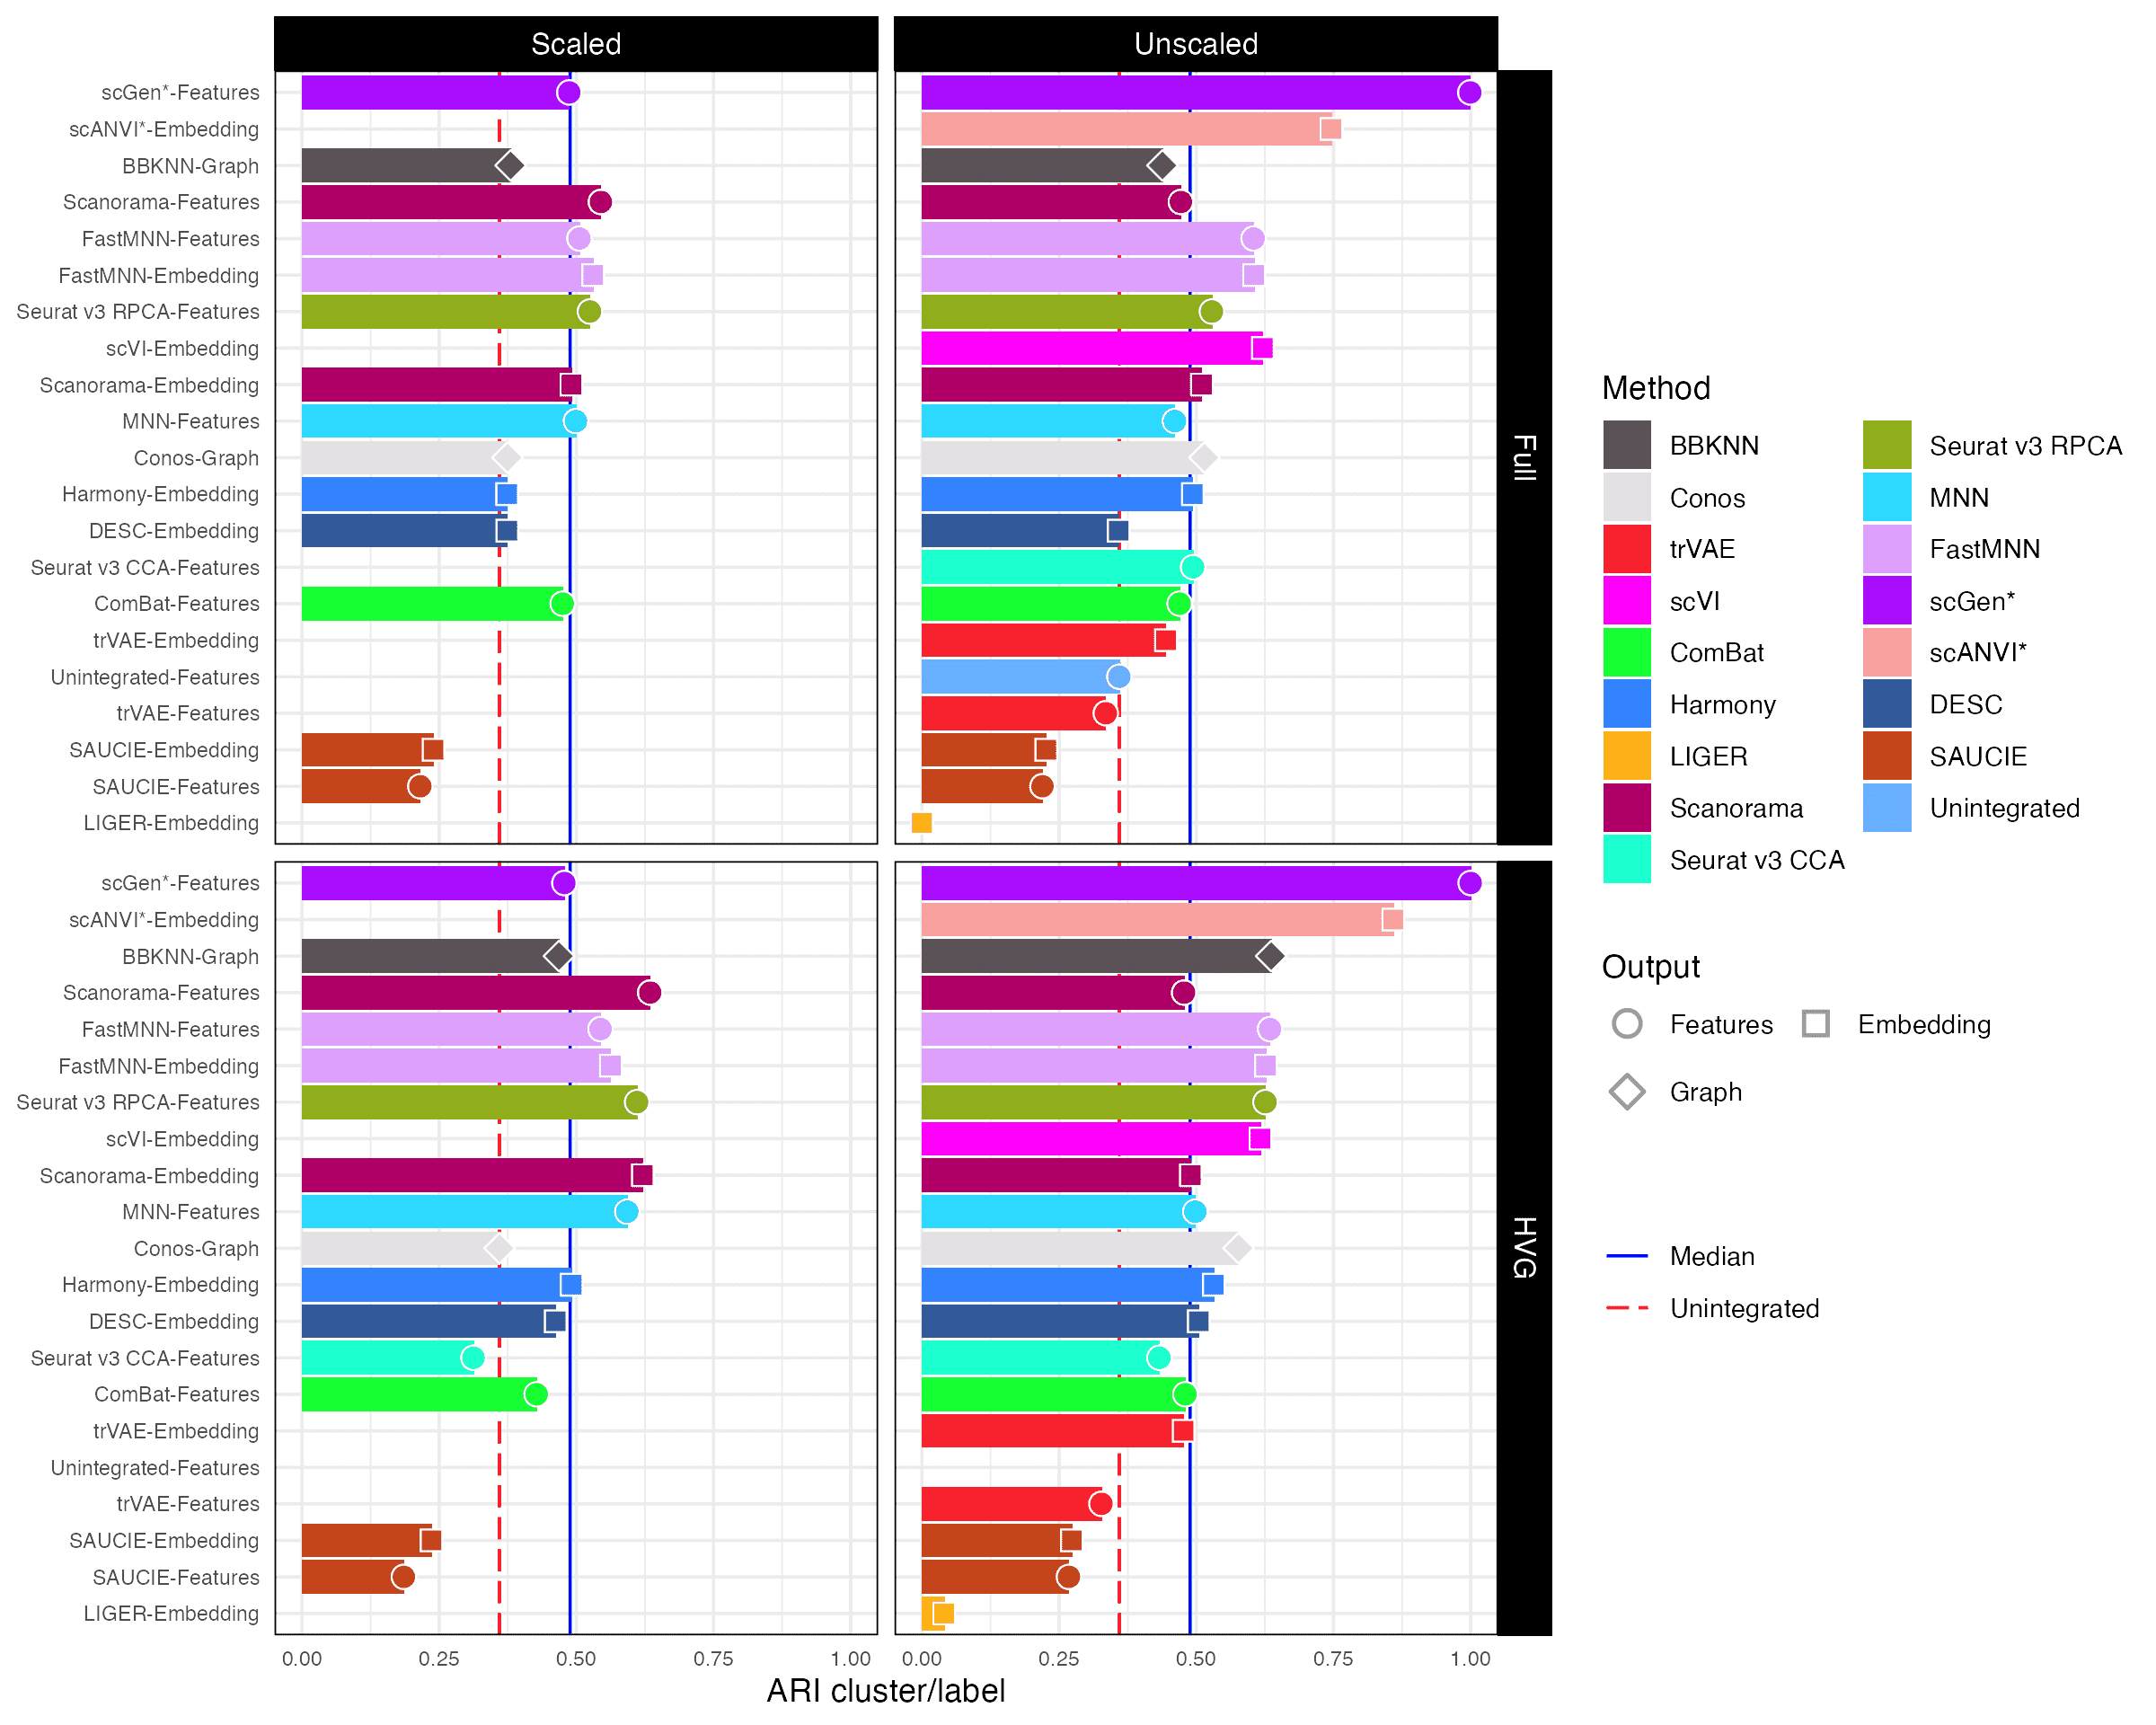 Scaled
Unscaled
scGen*-Features
scANVI*-Embedding
BBKNN-Graph
Scanorama-Features
FastMNN-Features
FastMNN-Embedding
Seurat v3 RPCA-Features
scVI-Embedding
Scanorama-Embedding
MNN-Features
Conos-Graph
Harmony-Embedding
DESC-Embedding
Seurat v3 CCA-Features
ComBat-Features
trVAE-Embedding
Unintegrated-Features
trVAE-Features
SAUCIE-Embedding
SAUCIE-Features
LIGER-Embedding
Full
scGen*-Features
scANVI*-Embedding
BBKNN-Graph
Scanorama-Features
FastMNN-Features
FastMNN-Embedding
Seurat v3 RPCA-Features
scVI-Embedding
Scanorama-Embedding
MNN-Features
Conos-Graph
Harmony-Embedding
DESC-Embedding
Seurat v3 CCA-Features
ComBat-Features
trVAE-Embedding
Unintegrated-Features
trVAE-Features
SAUCIE-Embedding
SAUCIE-Features
LIGER-Embedding
HVG
0.00 0.25 0.50 0.75 1.00
0.00 0.25 0.50 0.75 1.00
ARI cluster/label
Method
BBKNN
Conos
trVAE
scVI
ComBat
Harmony
LIGER
Scanorama
Seurat v3 CCA
Seurat v3 RPCA
MNN
FastMNN
scGen*
scANVI*
DESC
SAUCIE
Unintegrated
Output
Features
Embedding
Graph
Median
Unintegrated